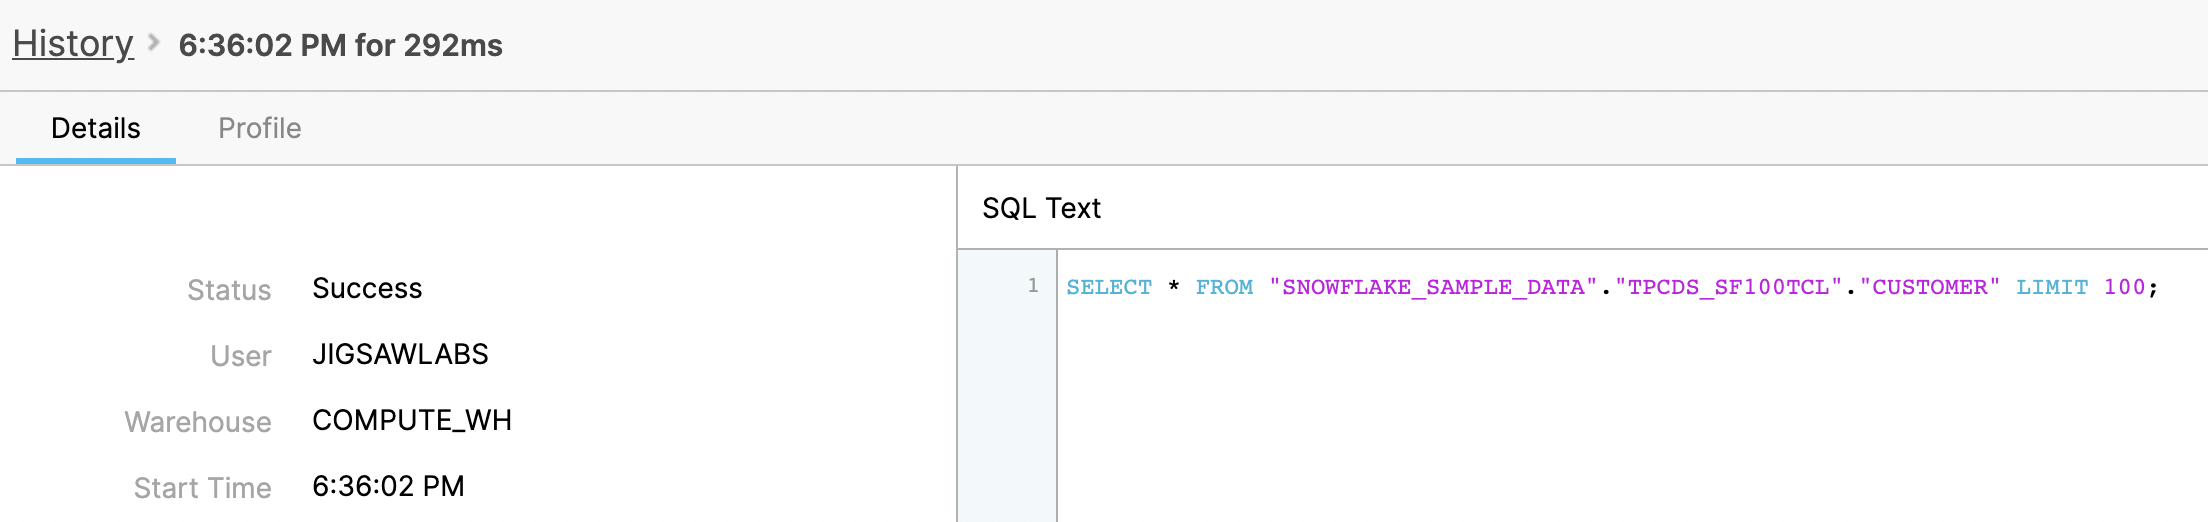 History > 6:36:02 PM for 292ms
Details Profile
SQL Text
Status Success
User JIGSAWLABS
Warehouse COMPUTE_WH
Start Time 6:36:02 PM
1 SELECT * FROM "SNOWFLAKE_SAMPLE_DATA"."TPCDS_SF100TCL"."CUSTOMER" LIMIT 100;